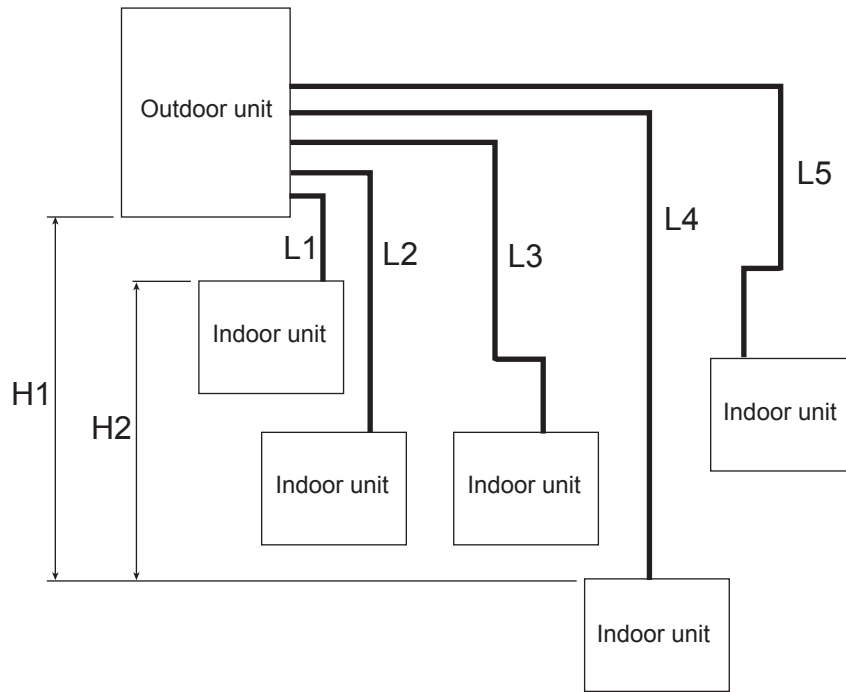 Outdoor unit
L5
L4
L1
L2
L3
Indoor unit
H1
H2
Indoor unit
Indoor unit
Indoor unit
Indoor unit